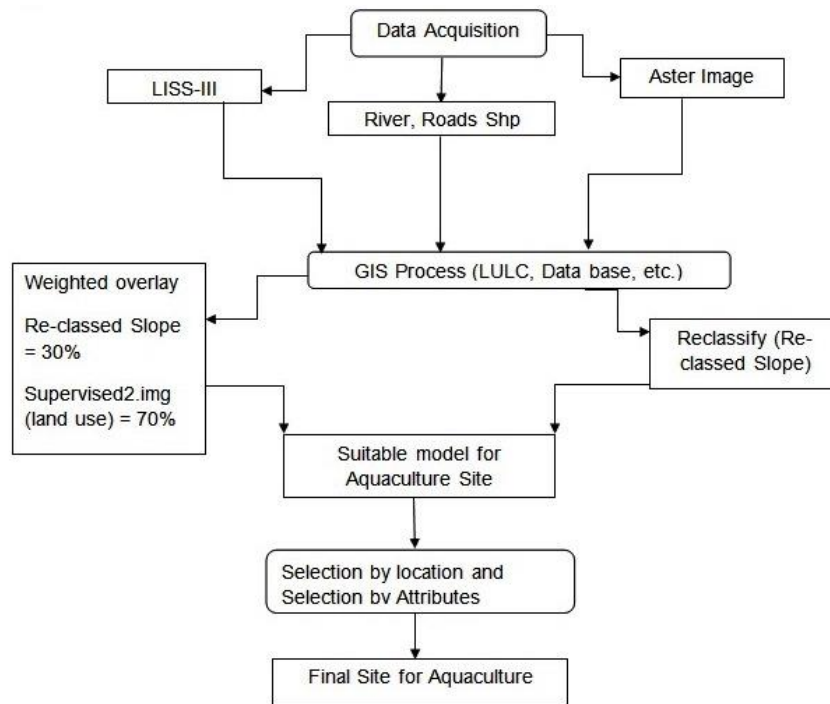 Data Acquisition
LISS-III
River, Roads Shp
Aster Image
GIS Process (LULC, Data base, etc.)
Weighted overlay
Re-classed Slope
= 30%
Supervised2.img
(land use) = 70%
Reclassify (Re-
classed Slope)
Suitable model for
Aquaculture Site
Selection by location and
Selection by Attributes
Final Site for Aquaculture